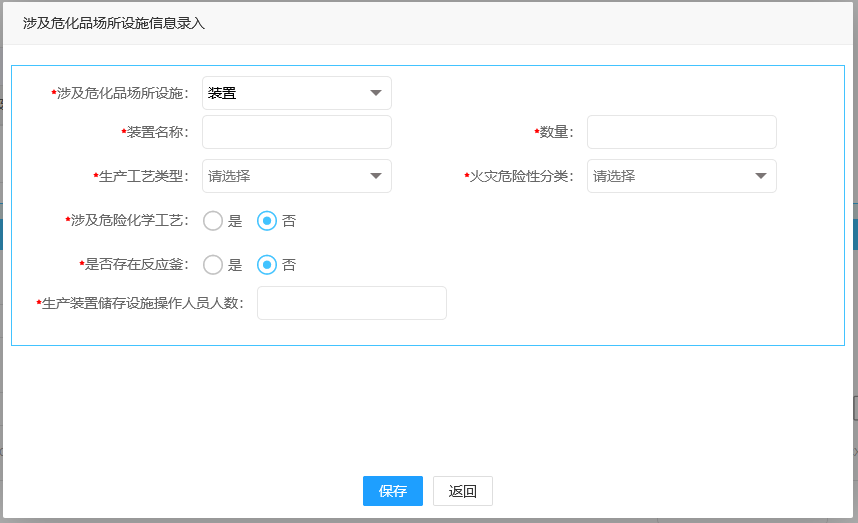 涉及危化品场所设施信息录入
*涉及危化品场所设施： 装置
*装置名称： *数量：
*生产工艺类型： 请选择 *火灾危险性分类： 请选择
*涉及危险化学工艺： 是 否
*是否存在反应釜： 是 否
*生产装置储存设施操作人员人数：
保存 返回